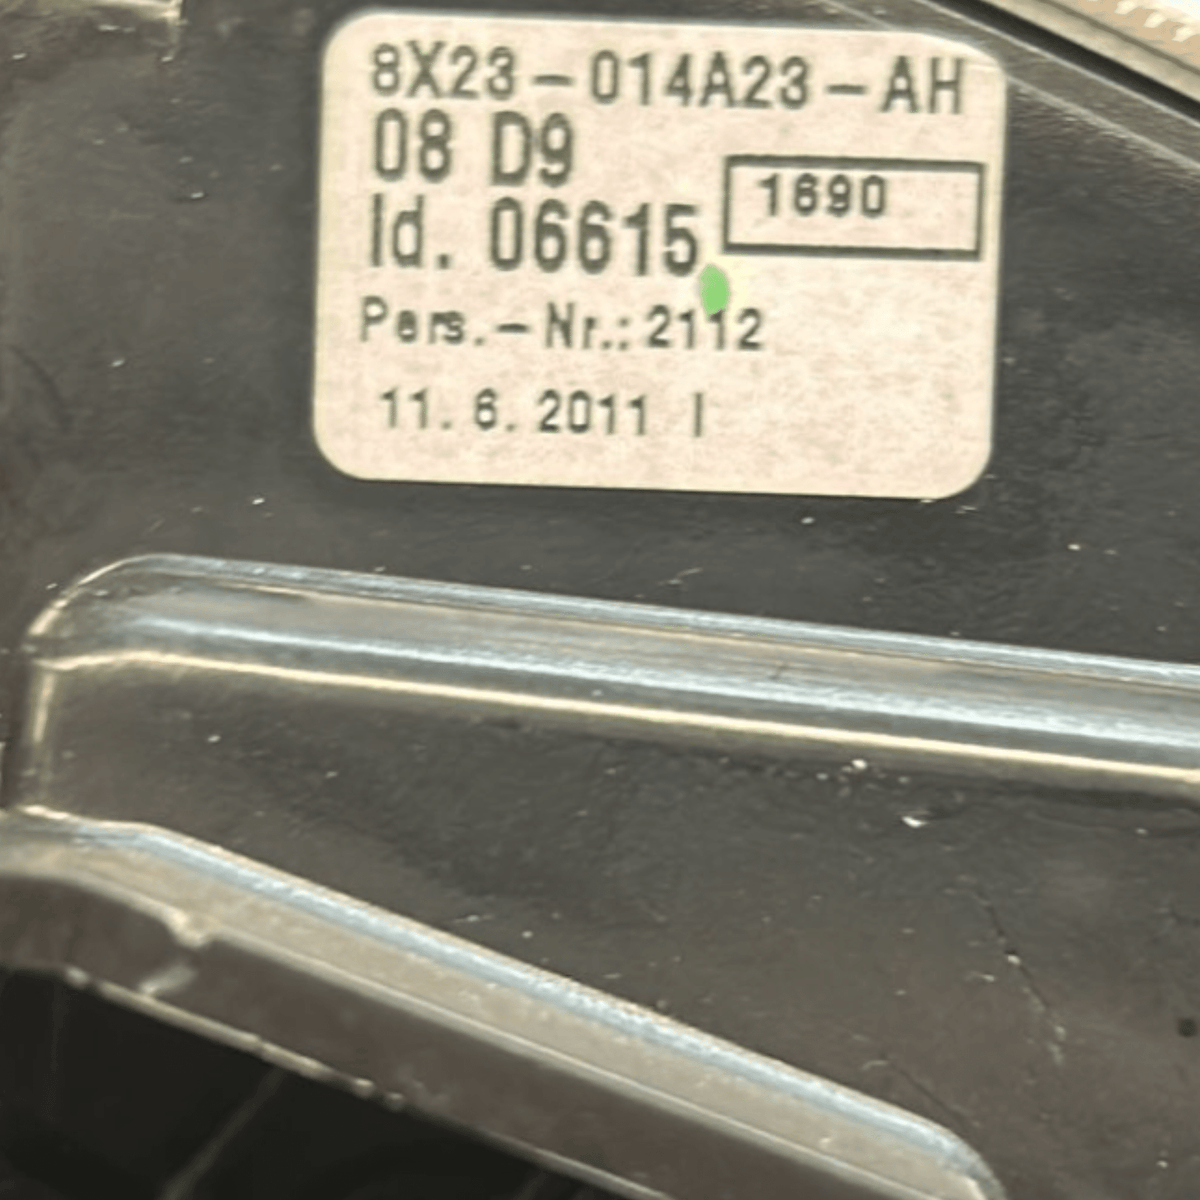 8X23-014A23-AH
08 D9
1690
Id. 06615
Pers.-Nr.: 2112
11. 6. 2011 I